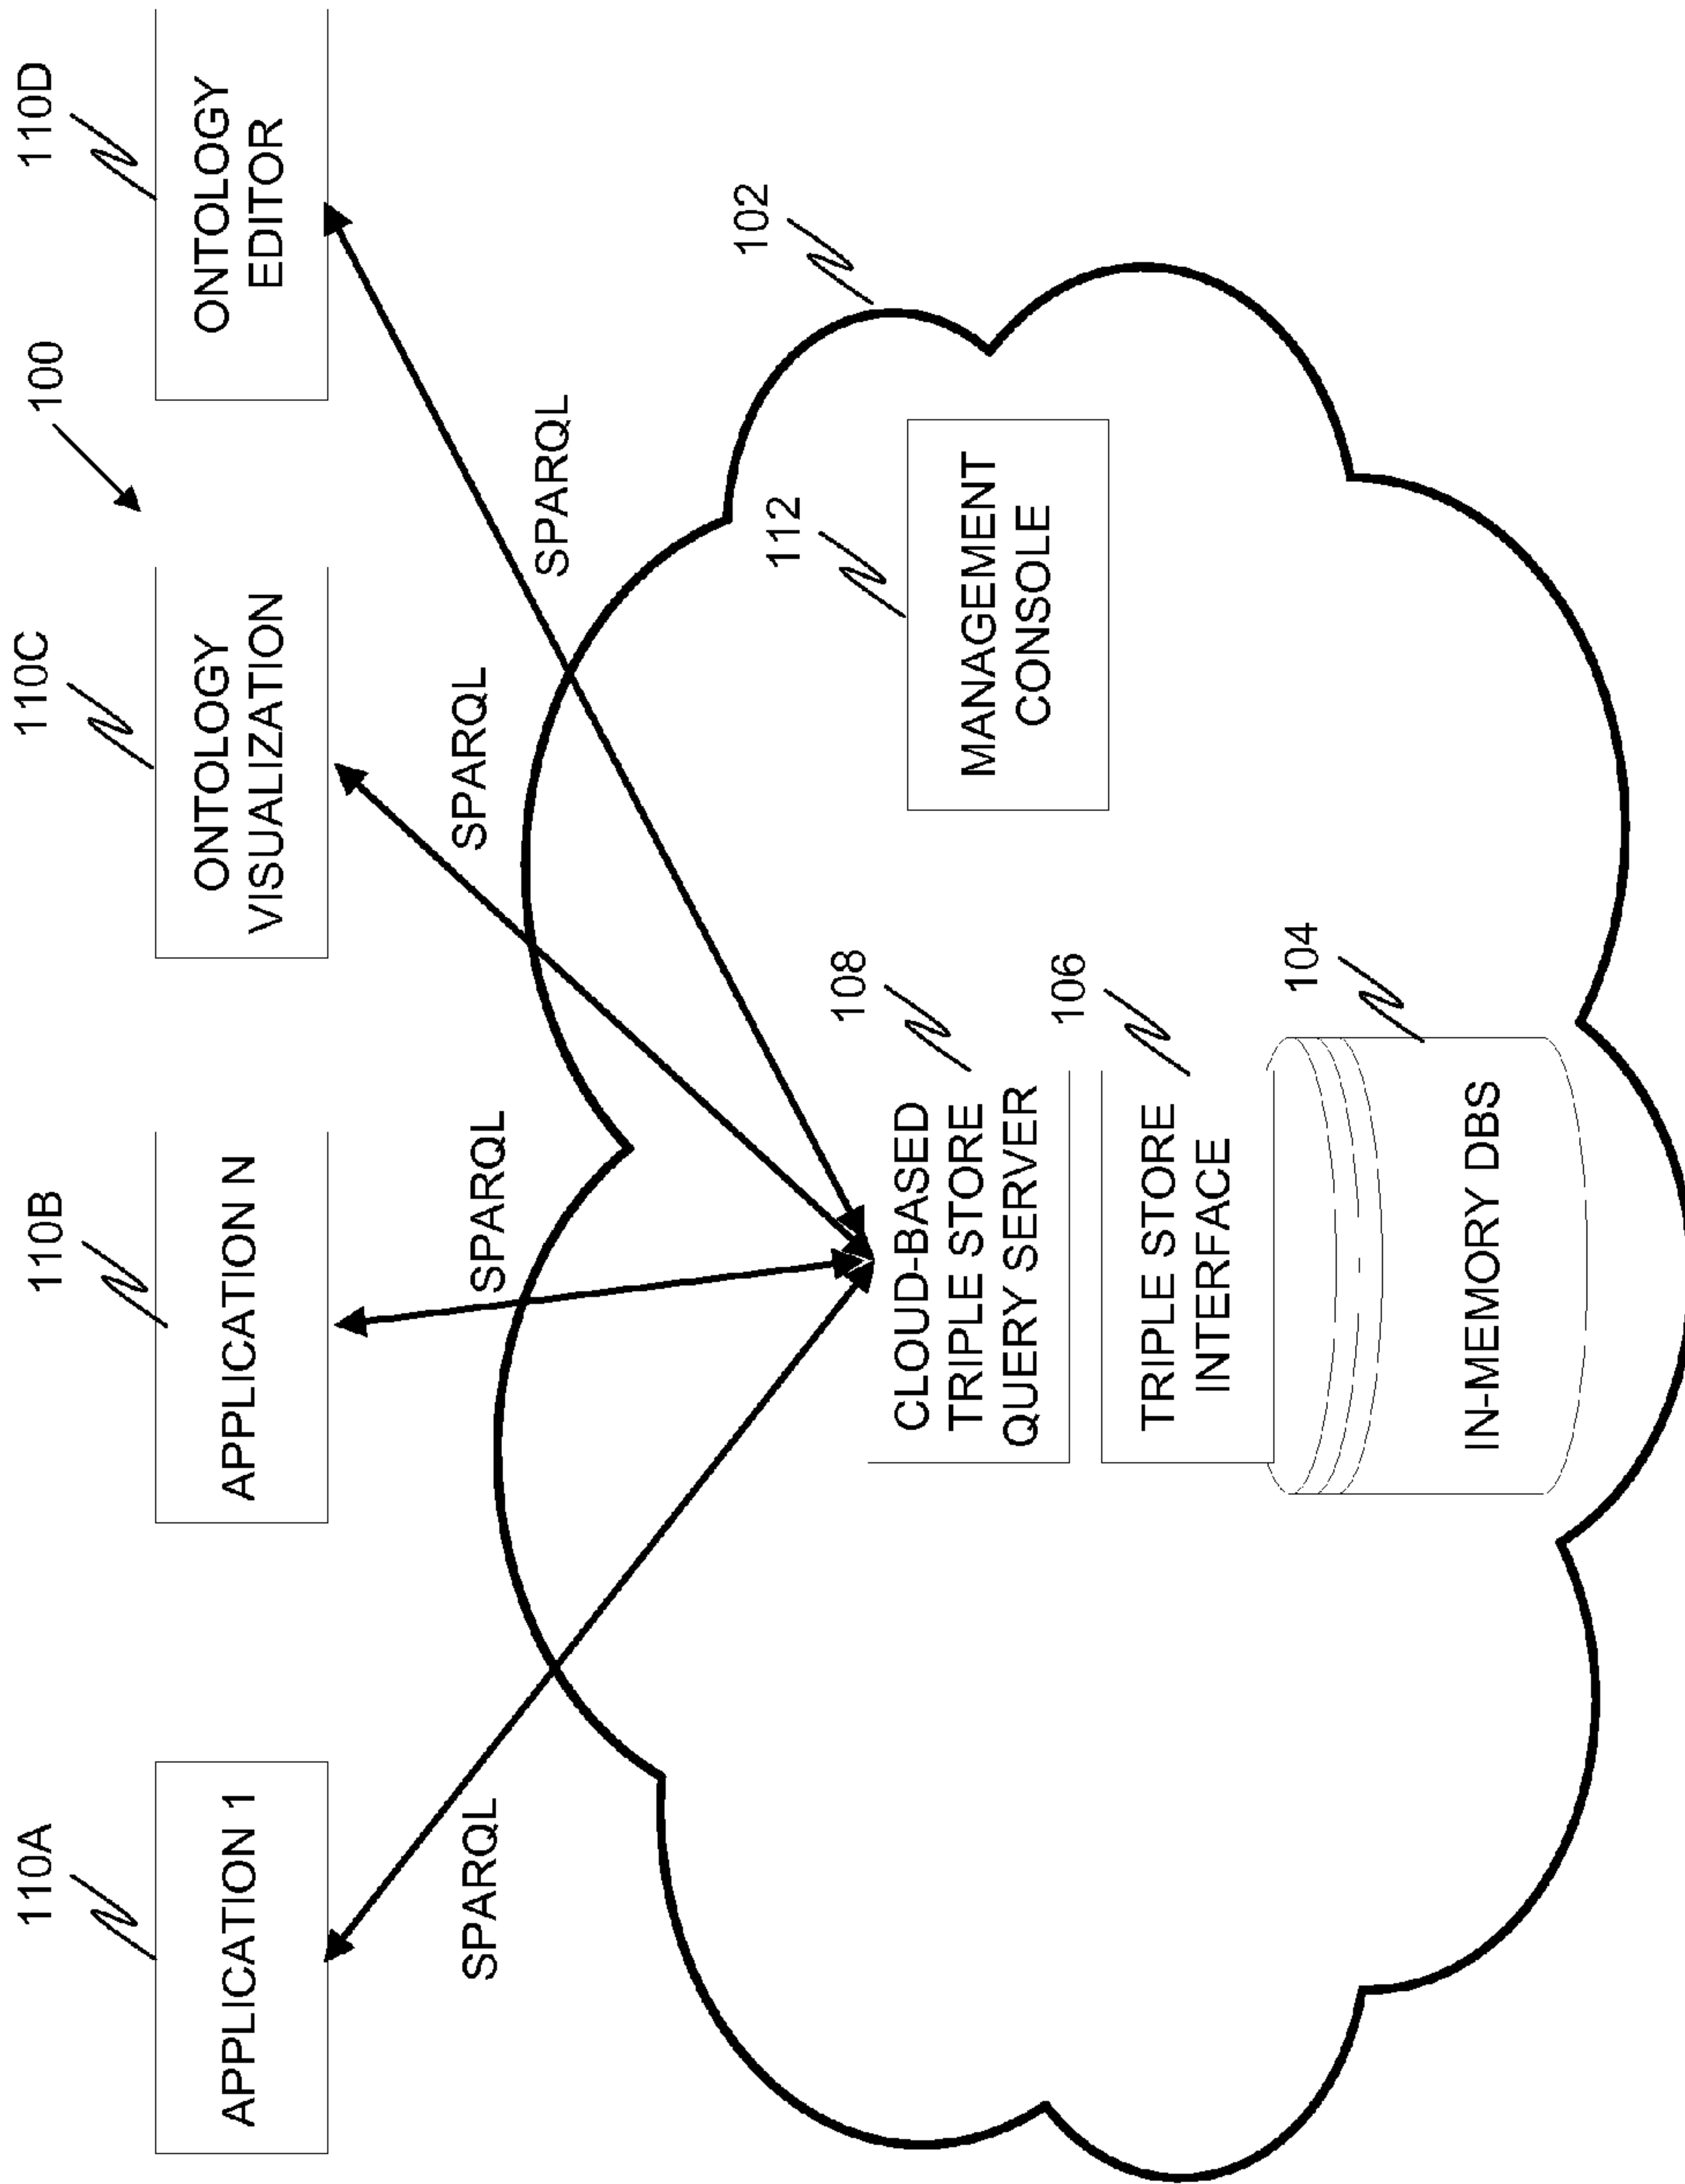 100
110A
110B
110C
110D
APPLICATION 1
APPLICATION N
ONTOLOGY
VISUALIZATION
ONTOLOGY
EDITOR
SPARQL
SPARQL
SPARQL
SPARQL
102
108
CLOUD-BASED
TRIPLE STORE
QUERY SERVER
112
MANAGEMENT
CONSOLE
106
TRIPLE STORE
INTERFACE
104
IN-MEMORY DBS